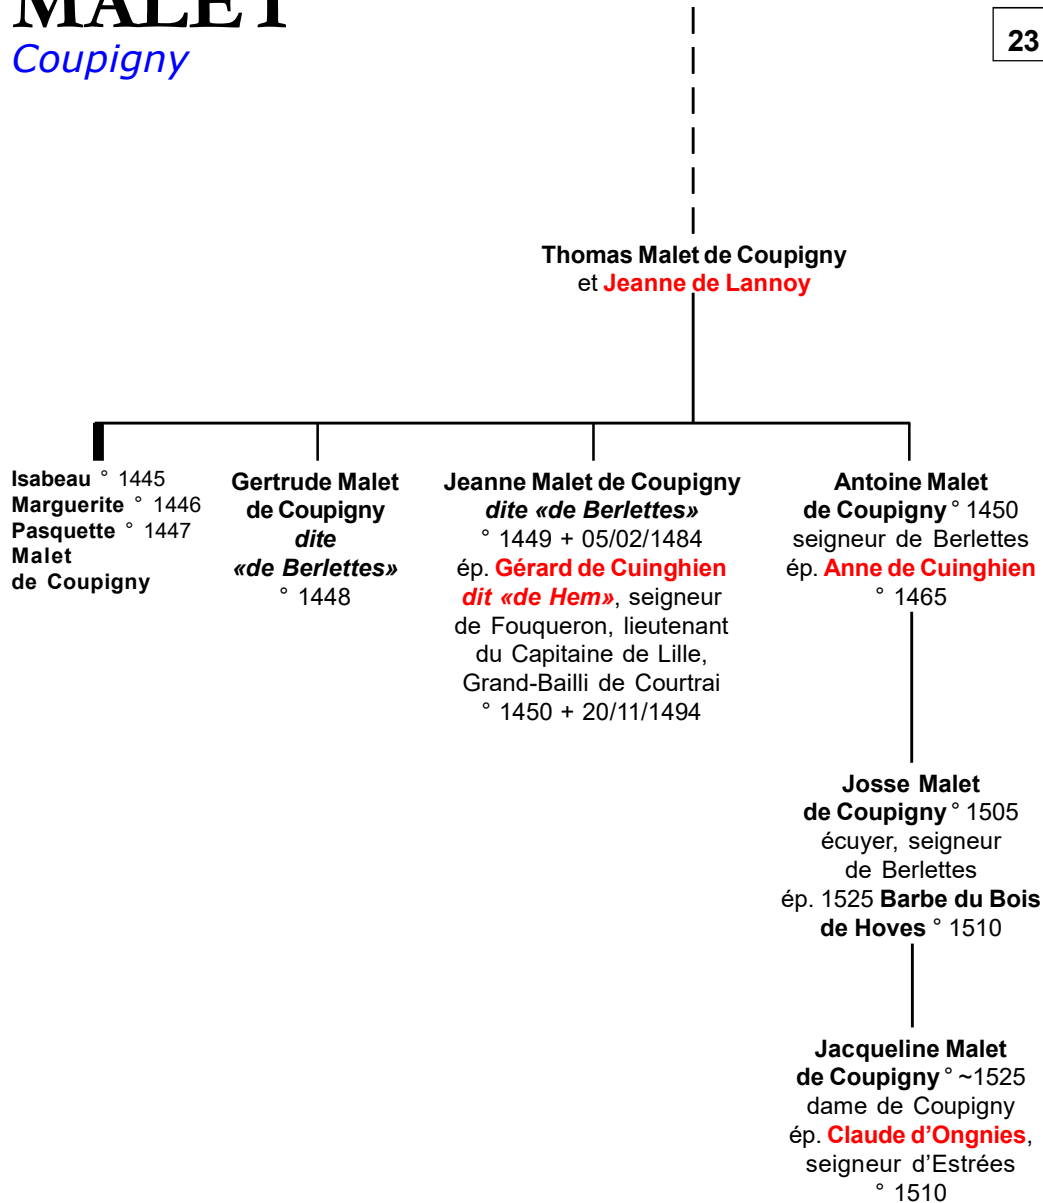 MALET
Coupigny
23
Thomas Malet de Coupigny
et Jeanne de Lannoy
Isabeau ° 1445
Marguerite ° 1446
Pasquette ° 1447
Malet
de Coupigny
Gertrude Malet
de Coupigny
dite
«de Berlettes»
° 1448
Jeanne Malet de Coupigny
dite «de Berlettes»
° 1449 + 05/02/1484
ép. Gérard de Cuinghien
dit «de Hem», seigneur
de Fouqueron, lieutenant
du Capitaine de Lille,
Grand-Bailli de Courtrai
° 1450 + 20/11/1494
Antoine Malet
de Coupigny ° 1450
seigneur de Berlettes
ép. Anne de Cuinghien
° 1465
Josse Malet
de Coupigny ° 1505
écuyer, seigneur
de Berlettes
ép. 1525 Barbe du Bois
de Hoves ° 1510
Jacqueline Malet
de Coupigny ° ~1525
dame de Coupigny
ép. Claude d’Ongnies,
seigneur d’Estrées
° 1510